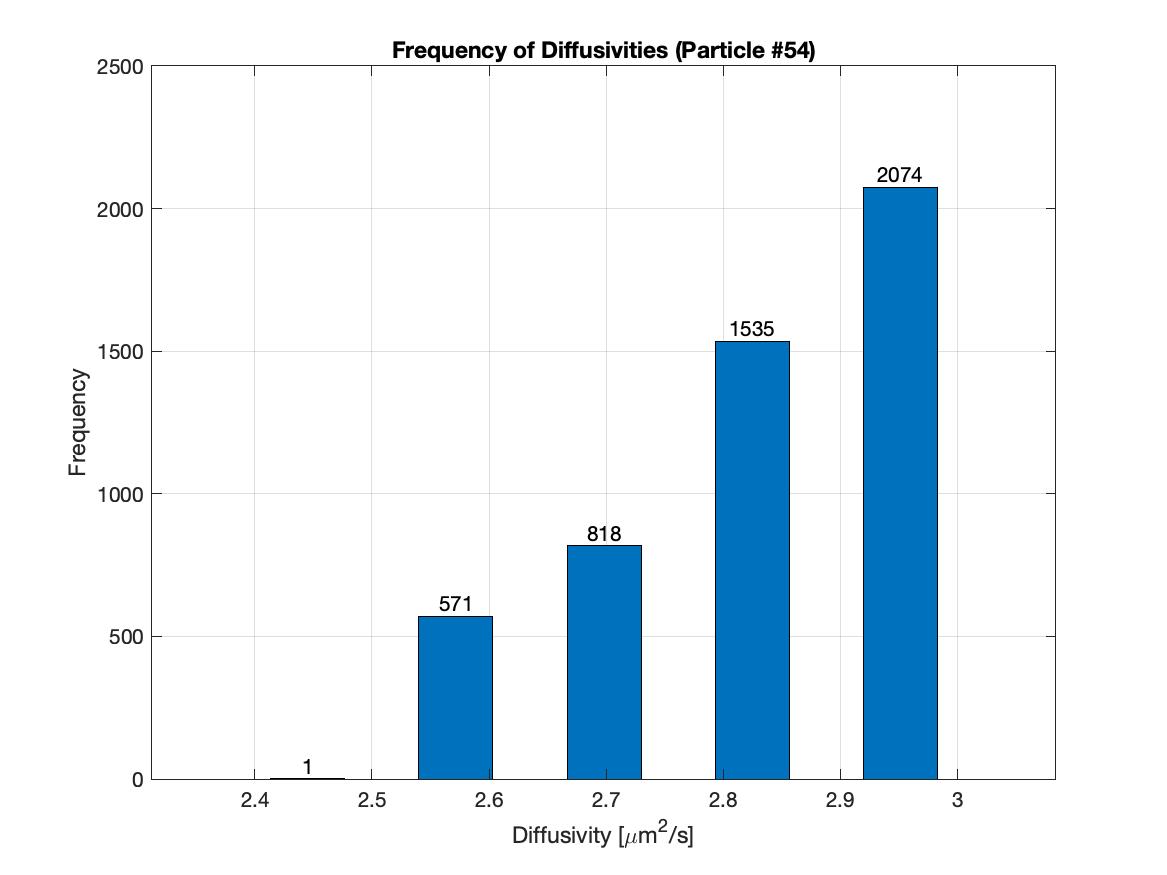 Frequency of Diffusivities (Particle #54)
2500
2000
1500
1000
500
0
Frequency
1
571
818
1535
2074
2.4 2.5 2.6 2.7 2.8 2.9 3
Diffusivity [μm²/s]